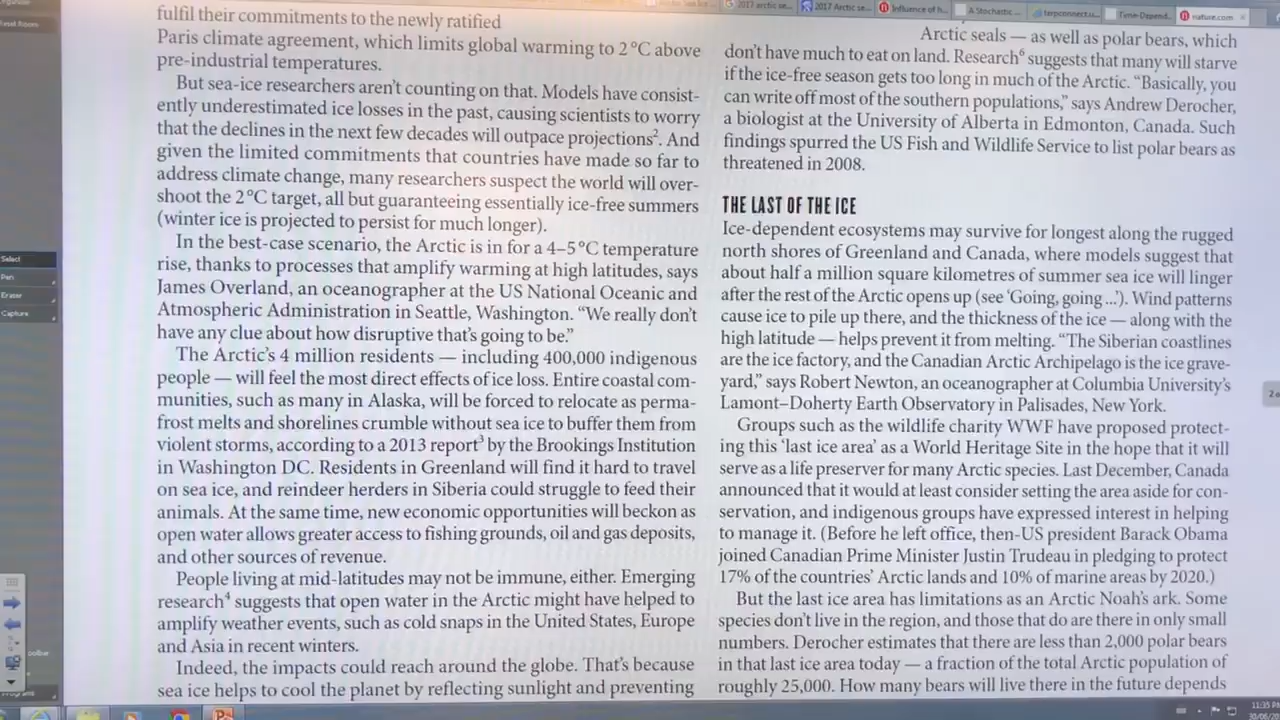 2017 arctic se...
2017 Arctic se...
Influence of h...
A Stochastic ...
terpconnect.u...
Time-Depend...
nature.com
Select
Pan
Eraser
Capture
fulfil their commitments to the newly ratified
Paris climate agreement, which limits global warming to 2 °C above
pre-industrial temperatures.
But sea-ice researchers aren't counting on that. Models have consist-
ently underestimated ice losses in the past, causing scientists to worry
that the declines in the next few decades will outpace projections². And
given the limited commitments that countries have made so far to
address climate change, many researchers suspect the world will over-
shoot the 2 °C target, all but guaranteeing essentially ice-free summers
(winter ice is projected to persist for much longer).
In the best-case scenario, the Arctic is in for a 4–5 °C temperature
rise, thanks to processes that amplify warming at high latitudes, says
James Overland, an oceanographer at the US National Oceanic and
Atmospheric Administration in Seattle, Washington. “We really don't
have any clue about how disruptive that's going to be.”
The Arctic's 4 million residents — including 400,000 indigenous
people — will feel the most direct effects of ice loss. Entire coastal com-
munities, such as many in Alaska, will be forced to relocate as perma-
frost melts and shorelines crumble without sea ice to buffer them from
violent storms, according to a 2013 report³ by the Brookings Institution
in Washington DC. Residents in Greenland will find it hard to travel
on sea ice, and reindeer herders in Siberia could struggle to feed their
animals. At the same time, new economic opportunities will beckon as
open water allows greater access to fishing grounds, oil and gas deposits,
and other sources of revenue.
People living at mid-latitudes may not be immune, either. Emerging
research⁴ suggests that open water in the Arctic might have helped to
amplify weather events, such as cold snaps in the United States, Europe
and Asia in recent winters.
Indeed, the impacts could reach around the globe. That's because
sea ice helps to cool the planet by reflecting sunlight and preventing
Arctic seals — as well as polar bears, which
don't have much to eat on land. Research⁶ suggests that many will starve
if the ice-free season gets too long in much of the Arctic. “Basically, you
can write off most of the southern populations,” says Andrew Derocher,
a biologist at the University of Alberta in Edmonton, Canada. Such
findings spurred the US Fish and Wildlife Service to list polar bears as
threatened in 2008.
THE LAST OF THE ICE
Ice-dependent ecosystems may survive for longest along the rugged
north shores of Greenland and Canada, where models suggest that
about half a million square kilometres of summer sea ice will linger
after the rest of the Arctic opens up (see ‘Going, going ...’). Wind patterns
cause ice to pile up there, and the thickness of the ice — along with the
high latitude — helps prevent it from melting. “The Siberian coastlines
are the ice factory, and the Canadian Arctic Archipelago is the ice grave-
yard,” says Robert Newton, an oceanographer at Columbia University's
Lamont–Doherty Earth Observatory in Palisades, New York.
Groups such as the wildlife charity WWF have proposed protect-
ing this ‘last ice area’ as a World Heritage Site in the hope that it will
serve as a life preserver for many Arctic species. Last December, Canada
announced that it would at least consider setting the area aside for con-
servation, and indigenous groups have expressed interest in helping
to manage it. (Before he left office, then-US president Barack Obama
joined Canadian Prime Minister Justin Trudeau in pledging to protect
17% of the countries' Arctic lands and 10% of marine areas by 2020.)
But the last ice area has limitations as an Arctic Noah's ark. Some
species don't live in the region, and those that do are there in only small
numbers. Derocher estimates that there are less than 2,000 polar bears
in that last ice area today — a fraction of the total Arctic population of
roughly 25,000. How many bears will live there in the future depends
11:35 P